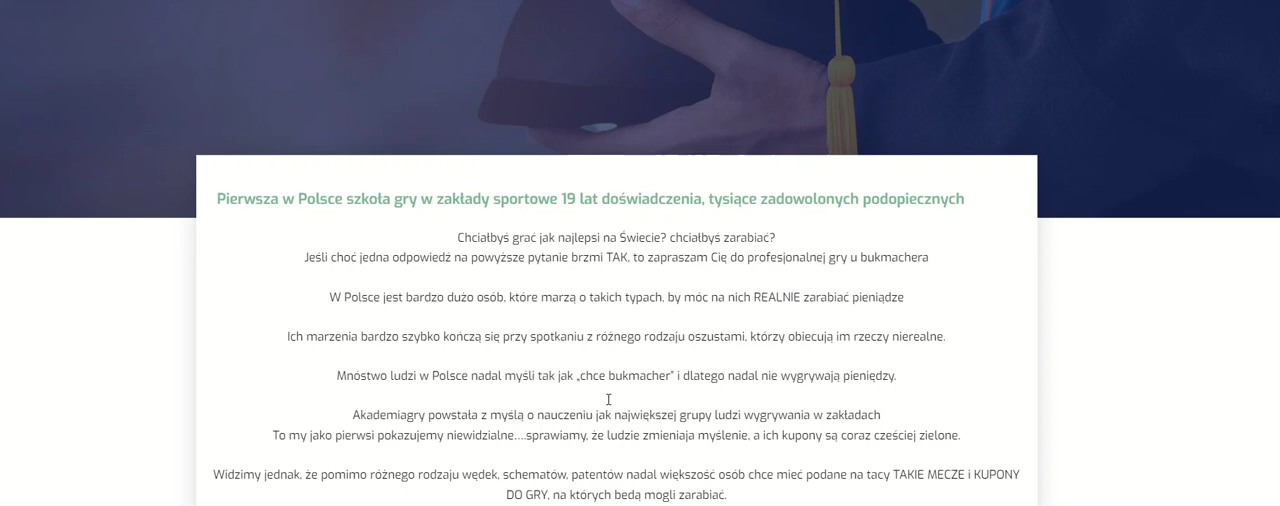 Pierwsza w Polsce szkoła gry w zakłady sportowe 19 lat doświadczenia, tysiące zadowolonych podopiecznych
Chciałbyś grać jak najlepsi na Świecie? chciałbyś zarabiać?
Jeśli choć jedna odpowiedź na powyższe pytanie brzmi TAK, to zapraszam Cię do profesjonalnej gry u bukmachera
W Polsce jest bardzo dużo osób, które marzą o takich typach, by móc na nich REALNIE zarabiać pieniądze
Ich marzenia bardzo szybko kończą się przy spotkaniu z różnego rodzaju oszustami, którzy obiecują im rzeczy nierealne.
Mnóstwo ludzi w Polsce nadal myśli tak jak „chce bukmacher” i dlatego nadal nie wygrywają pieniędzy.
Akademiagry powstała z myślą o nauczeniu jak największej grupy ludzi wygrywania w zakładach
To my jako pierwsi pokazujemy niewidzialne….sprawiamy, że ludzie zmieniaja myślenie, a ich kupony są coraz cześciej zielone.
Widzimy jednak, że pomimo różnego rodzaju wędek, schematów, patentów nadal większość osób chce mieć podane na tacy TAKIE MECZE i KUPONY
DO GRY, na których bedą mogli zarabiać.